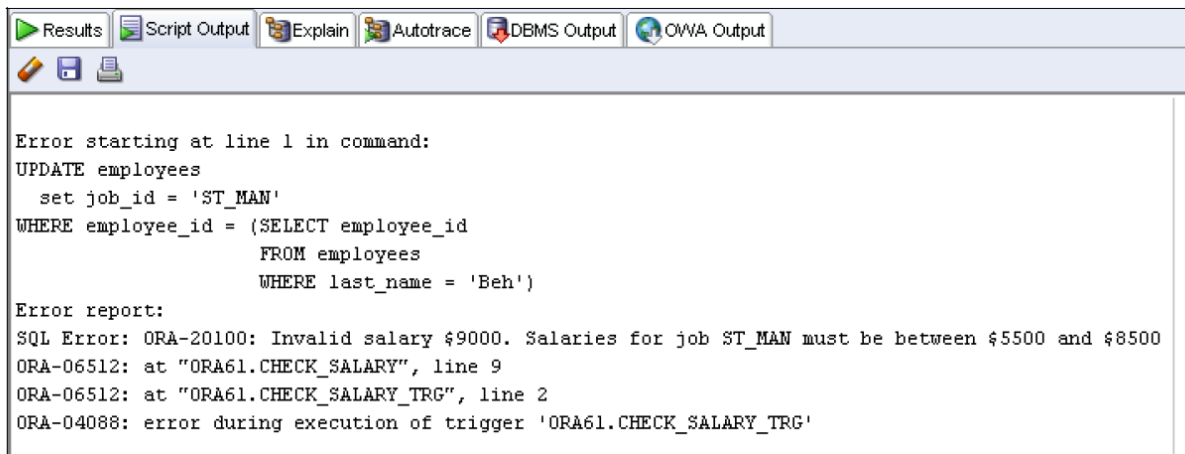 Results Script Output Explain Autotrace DBMS Output OWA Output
Error starting at line 1 in command:
UPDATE employees
  set job_id = 'ST_MAN'
WHERE employee_id = (SELECT employee_id
                     FROM employees
                     WHERE last_name = 'Beh')
Error report:
SQL Error: ORA-20100: Invalid salary $9000. Salaries for job ST_MAN must be between $5500 and $8500
ORA-06512: at "ORA61.CHECK_SALARY", line 9
ORA-06512: at "ORA61.CHECK_SALARY_TRG", line 2
ORA-04088: error during execution of trigger 'ORA61.CHECK_SALARY_TRG'